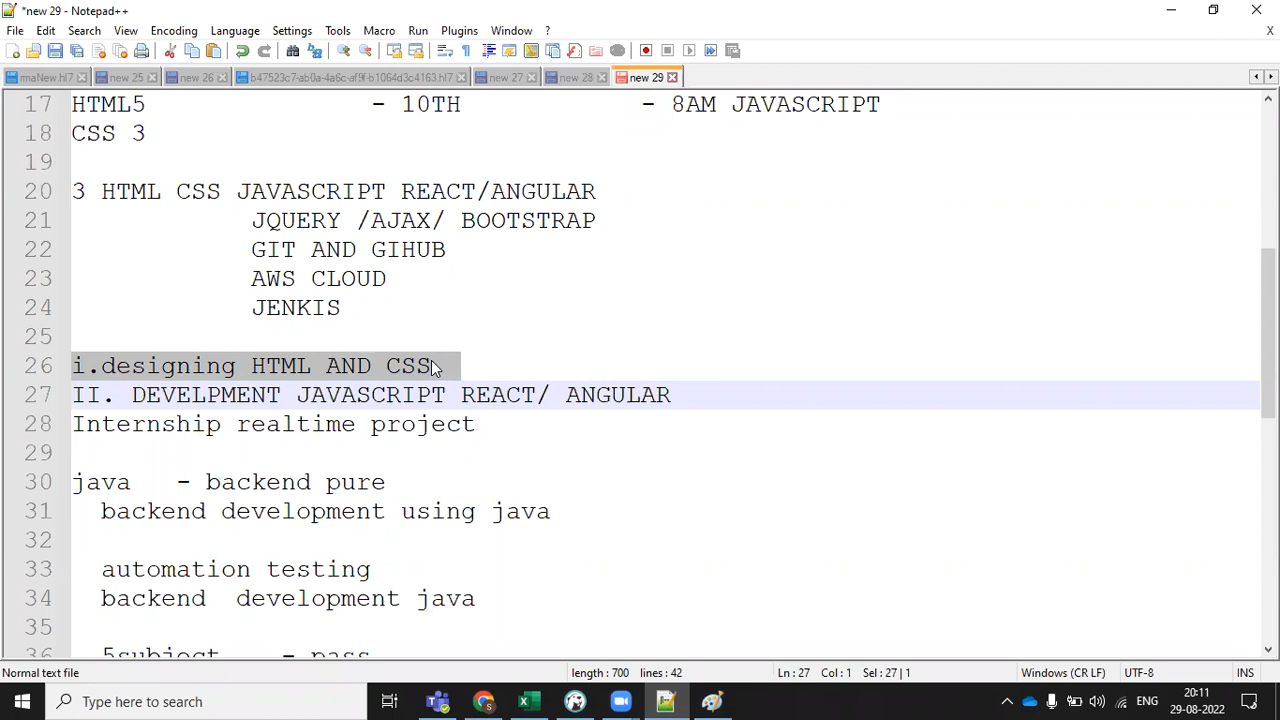 *new 29 - Notepad++
File Edit Search View Encoding Language Settings Tools Macro Run Plugins Window ?
X
maNew.hl7 new 25 new 26 new 27 new 28 new 29
17 HTML5 - 10TH - 8AM JAVASCRIPT
18 CSS 3
19
20 3 HTML CSS JAVASCRIPT REACT/ANGULAR
21 JQUERY /AJAX/ BOOTSTRAP
22 GIT AND GIHUB
23 AWS CLOUD
24 JENKIS
25
26 i.designing HTML AND CSS
27 II. DEVELPMENT JAVASCRIPT REACT/ ANGULAR
28 Internship realtime project
29
30 java - backend pure
31 backend development using java
32
33 automation testing
34 backend development java
35
36 5subject - pass
Normal text file length : 700 lines : 42 Ln : 27 Col : 1 Sel : 27 | 1 Windows (CR LF) UTF-8 INS
Type here to search ENG 20:11
29-08-2022